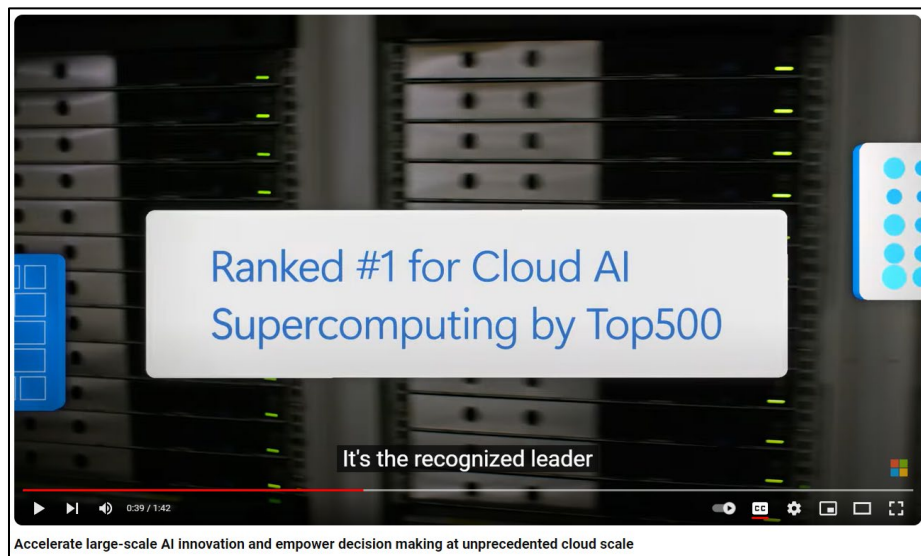 Ranked #1 for Cloud AI
Supercomputing by Top500
It's the recognized leader
0:39 / 1:42
CC
Accelerate large-scale AI innovation and empower decision making at unprecedented cloud scale